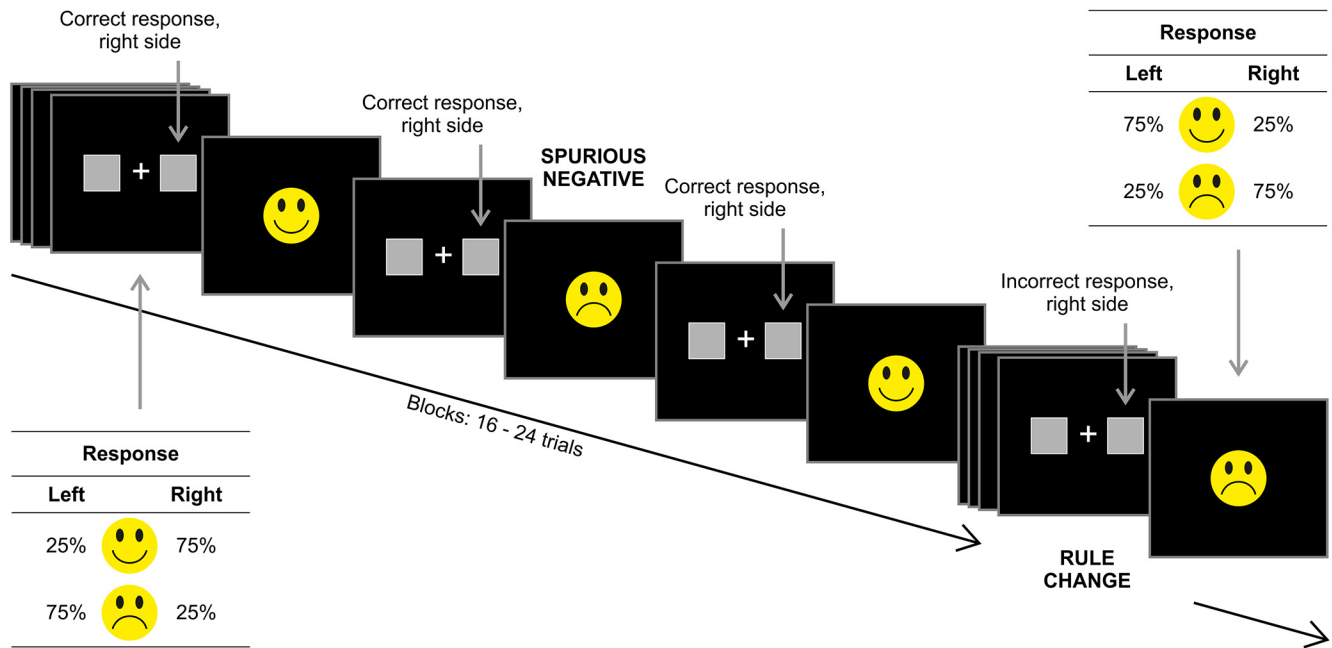 Correct response,
right side
Correct response,
right side
SPURIOUS
NEGATIVE
Correct response,
right side
Incorrect response,
right side
Response
Left Right
75% 25%
25% 75%
+
+
+
+
Blocks: 16 - 24 trials
Response
Left Right
25% 75%
75% 25%
RULE
CHANGE